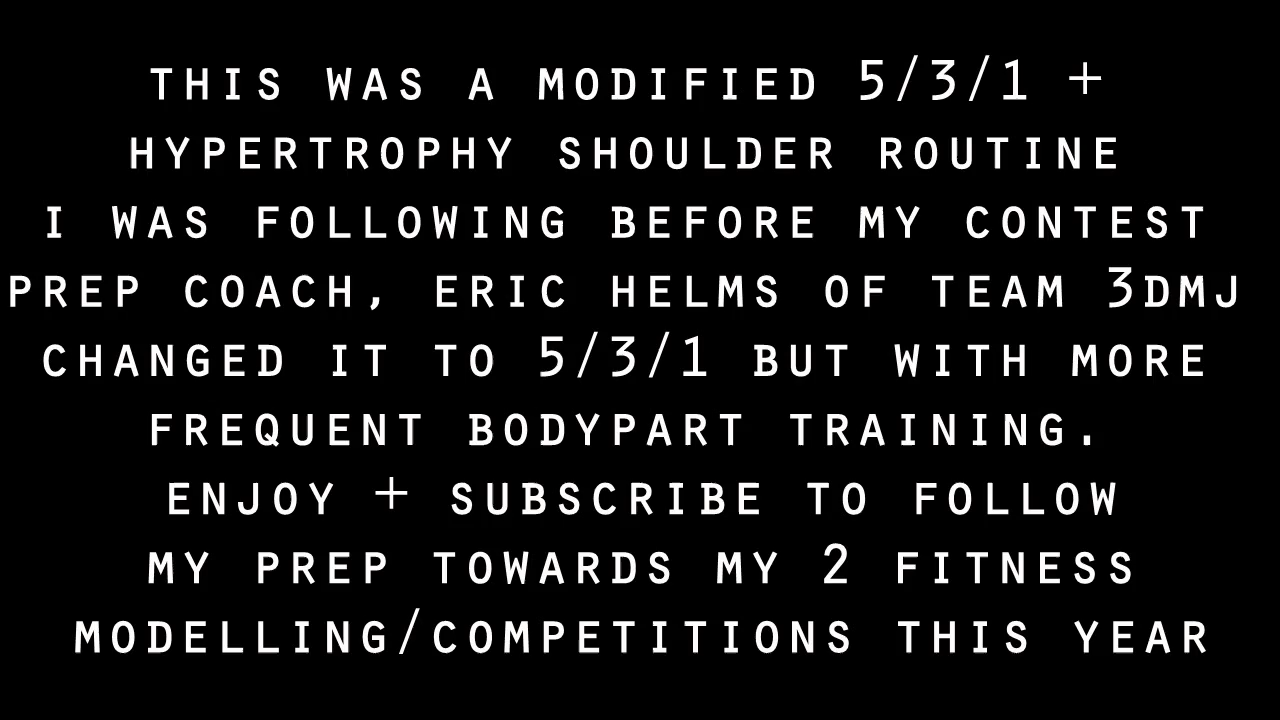 THIS WAS A MODIFIED 5/3/1 +
HYPERTROPHY SHOULDER ROUTINE
I WAS FOLLOWING BEFORE MY CONTEST
PREP COACH, ERIC HELMS OF TEAM 3DMJ
CHANGED IT TO 5/3/1 BUT WITH MORE
FREQUENT BODYPART TRAINING.
ENJOY + SUBSCRIBE TO FOLLOW
MY PREP TOWARDS MY 2 FITNESS
MODELLING/COMPETITIONS THIS YEAR